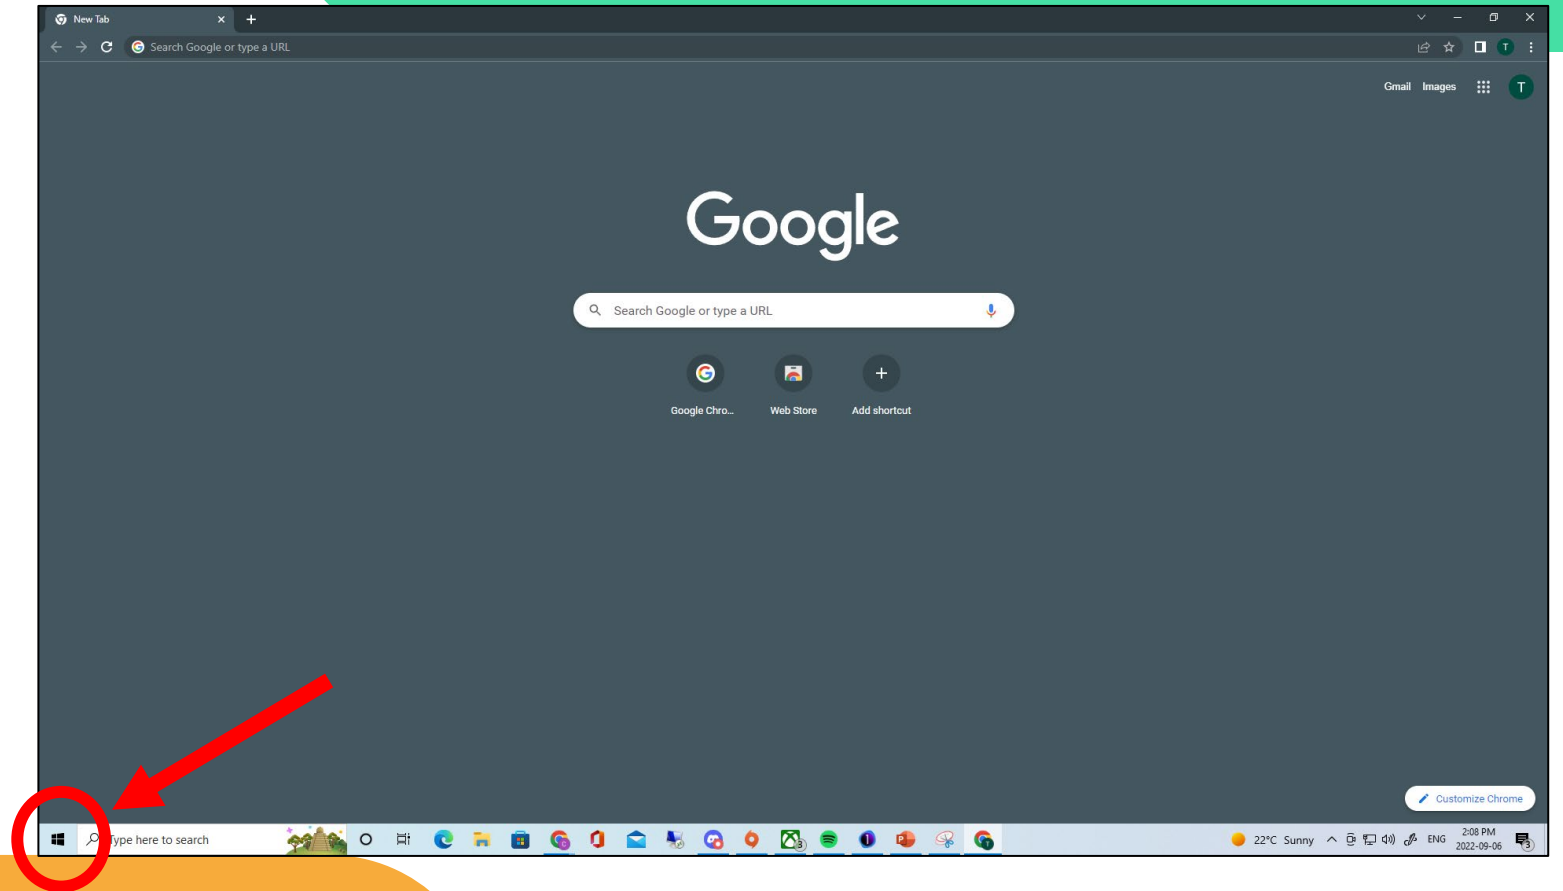 New Tab
Search Google or type a URL
T
Gmail Images
T
Google
Search Google or type a URL
Google Chro... Web Store Add shortcut
Customize Chrome
Type here to search
22°C Sunny
ENG
2:08 PM
2022-09-06
3